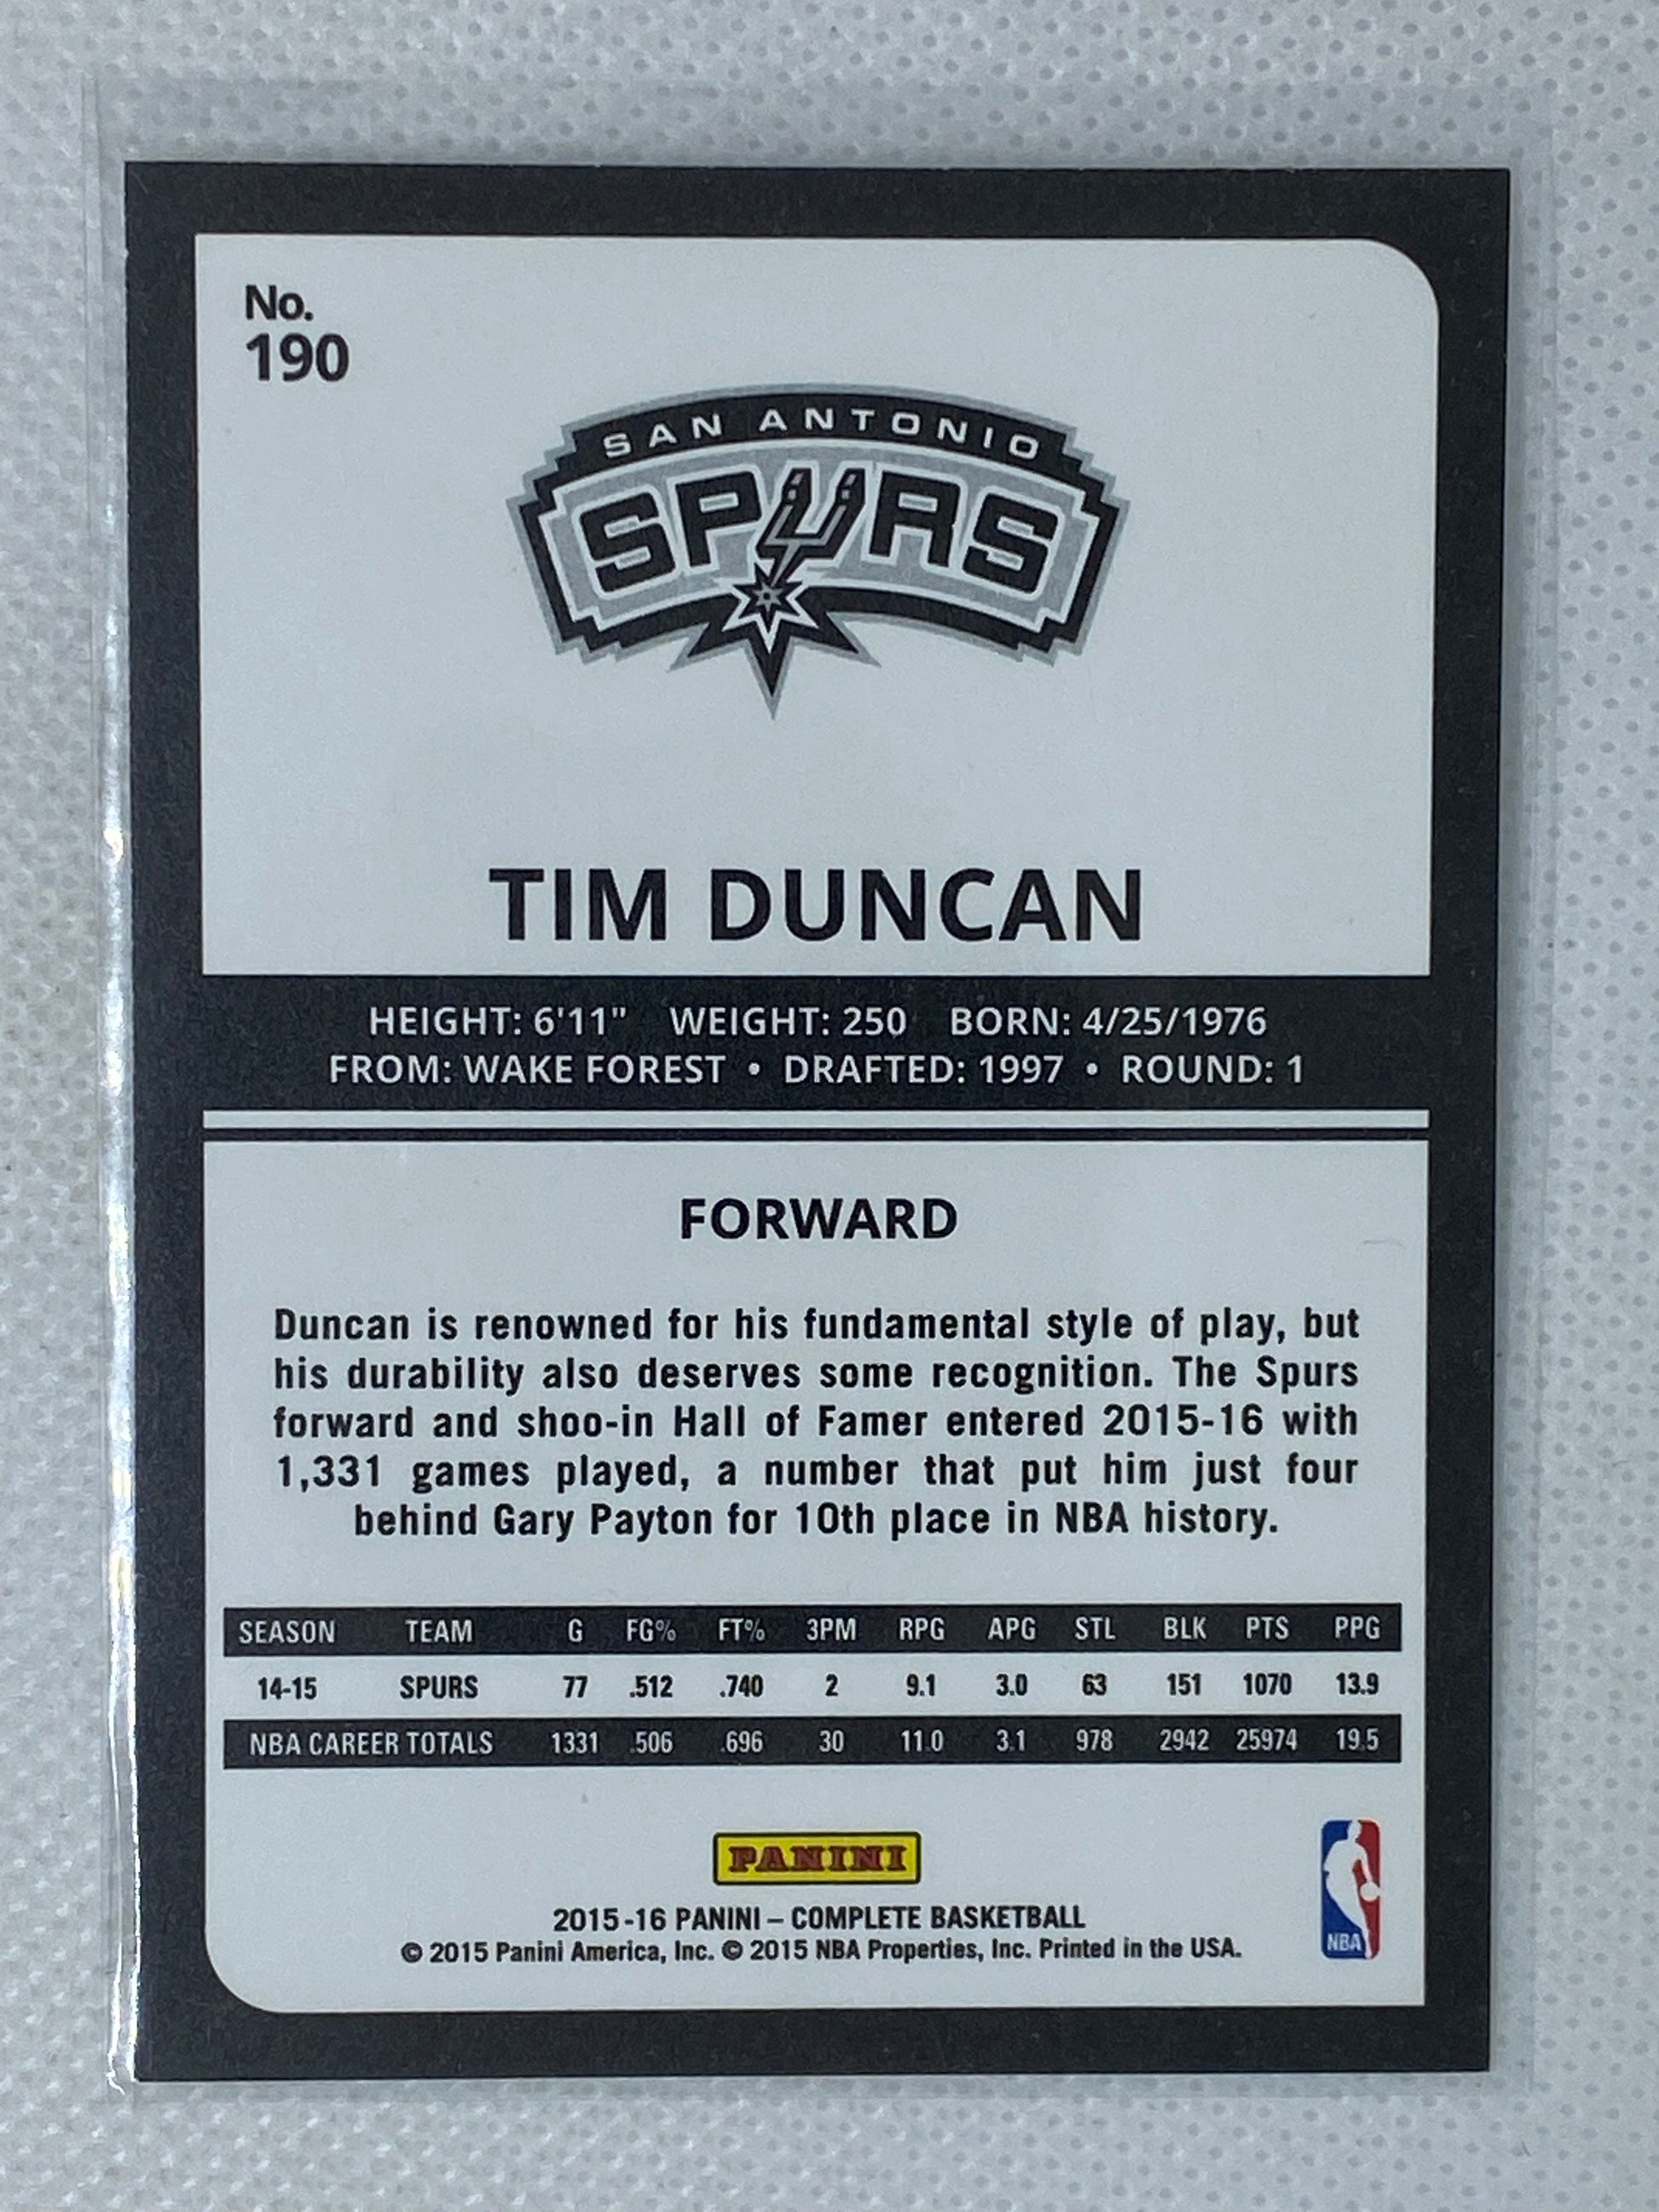 No.
190
SAN ANTONIO
SPURS
TIM DUNCAN
HEIGHT: 6'11" WEIGHT: 250 BORN: 4/25/1976
FROM: WAKE FOREST • DRAFTED: 1997 • ROUND: 1
FORWARD
Duncan is renowned for his fundamental style of play, but
his durability also deserves some recognition. The Spurs
forward and shoo-in Hall of Famer entered 2015-16 with
1,331 games played, a number that put him just four
behind Gary Payton for 10th place in NBA history.
SEASON TEAM G FG% FT% 3PM RPG APG STL BLK PTS PPG
14-15 SPURS 77 .512 .740 2 9.1 3.0 63 151 1070 13.9
NBA CAREER TOTALS 1331 .506 .696 30 11.0 3.1 978 2942 25974 19.5
PANINI
NBA
2015-16 PANINI – COMPLETE BASKETBALL
© 2015 Panini America, Inc. © 2015 NBA Properties, Inc. Printed in the USA.